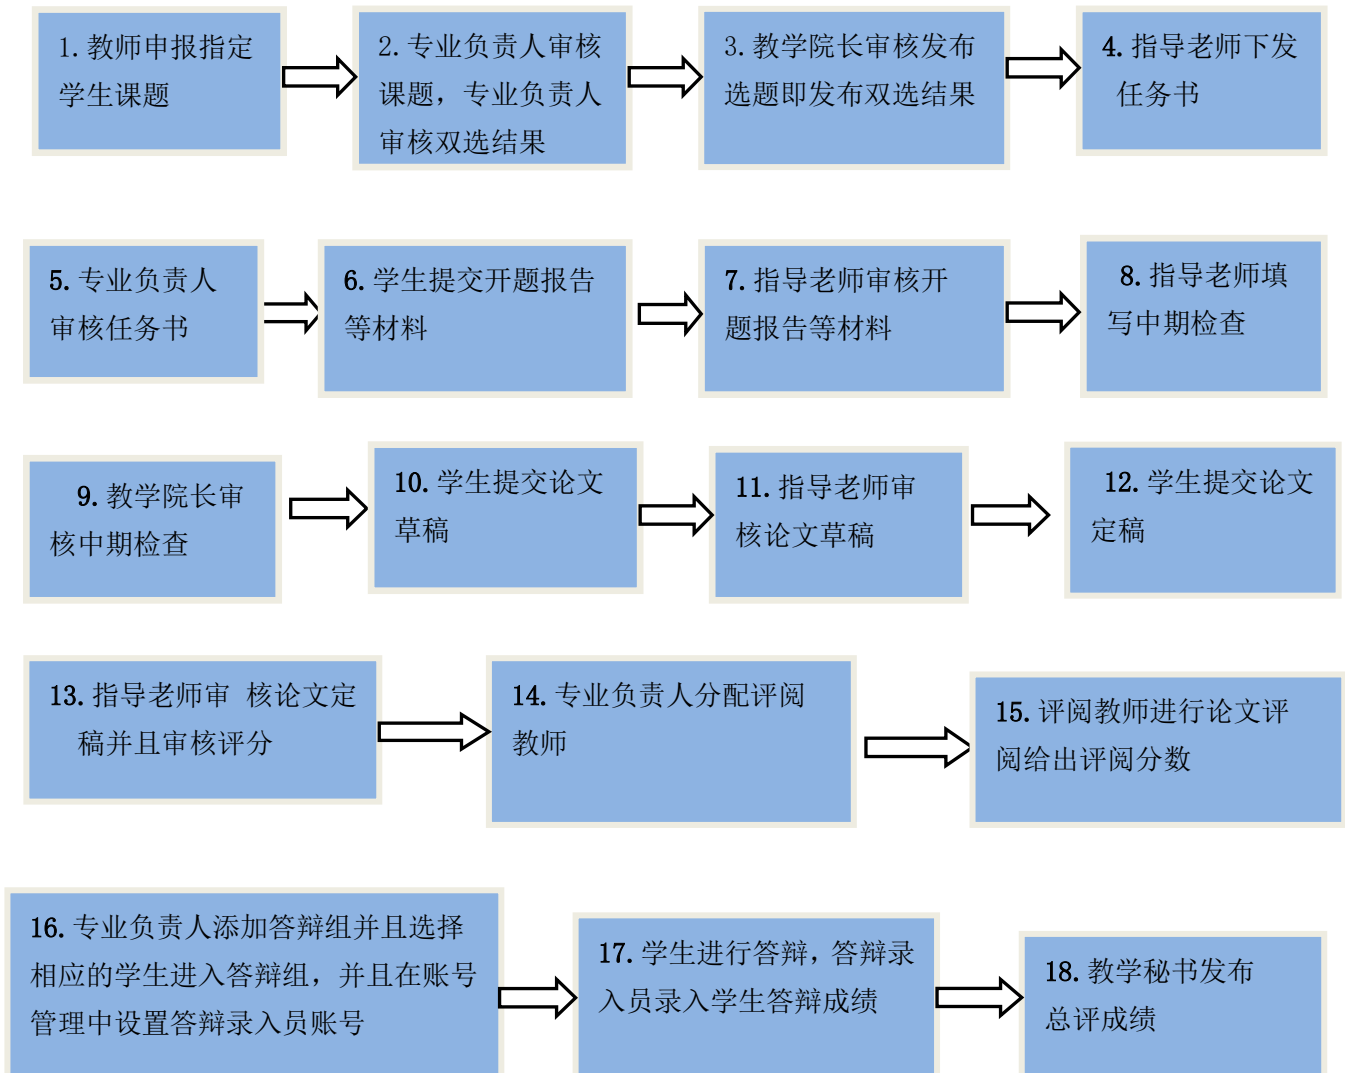 1.教师申报指定
学生课题
2.专业负责人审核
课题，专业负责人
审核双选结果
3.教学院长审核发布
选题即发布双选结果
4.指导老师下发
任务书
5.专业负责人
审核任务书
6.学生提交开题报告
等材料
7.指导老师审核开
题报告等材料
8.指导老师填
写中期检查
9.教学院长审
核中期检查
10.学生提交论文
草稿
11.指导老师审
核论文草稿
12.学生提交论文
定稿
13.指导老师审 核论文定
稿并且审核评分
14.专业负责人分配评阅
教师
15.评阅教师进行论文评
阅给出评阅分数
16.专业负责人添加答辩组并且选择
相应的学生进入答辩组，并且在账号
管理中设置答辩录入员账号
17.学生进行答辩，答辩录
入员录入学生答辩成绩
18.教学秘书发布
总评成绩